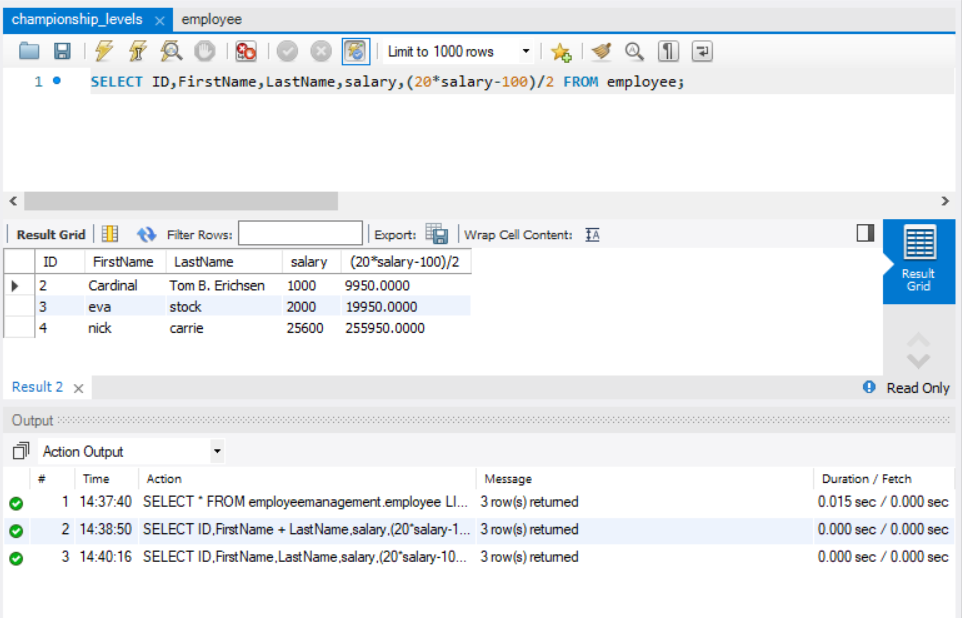 championship_levels × employee
Limit to 1000 rows
1 SELECT ID,FirstName,LastName,salary,(20*salary-100)/2 FROM employee;
Result Grid Filter Rows: Export: Wrap Cell Content: IA
Result Grid
ID FirstName LastName salary (20*salary-100)/2
2 Cardinal Tom B. Erichsen 1000 9950.0000
3 eva stock 2000 19950.0000
4 nick carrie 25600 255950.0000
Result 2 × Read Only
Output
Action Output
# Time Action Message Duration / Fetch
1 14:37:40 SELECT * FROM employeemanagement.employee LI... 3 row(s) returned 0.015 sec / 0.000 sec
2 14:38:50 SELECT ID,FirstName + LastName,salary,(20*salary-1... 3 row(s) returned 0.000 sec / 0.000 sec
3 14:40:16 SELECT ID,FirstName,LastName,salary,(20*salary-10... 3 row(s) returned 0.000 sec / 0.000 sec